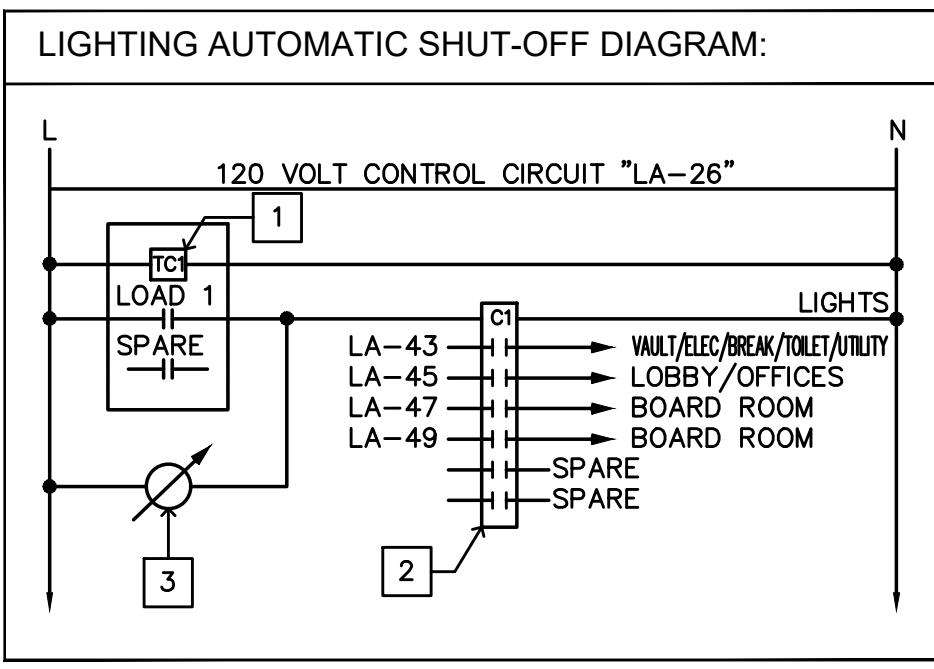 LIGHTING AUTOMATIC SHUT-OFF DIAGRAM:
L N
120 VOLT CONTROL CIRCUIT "LA-26"
1
TC1
LOAD 1
LIGHTS
C1
SPARE
LA-43 VAULT/ELEC/BREAK/TOILET/UTILITY
LA-45 LOBBY/OFFICES
LA-47 BOARD ROOM
LA-49 BOARD ROOM
SPARE
SPARE
3
2